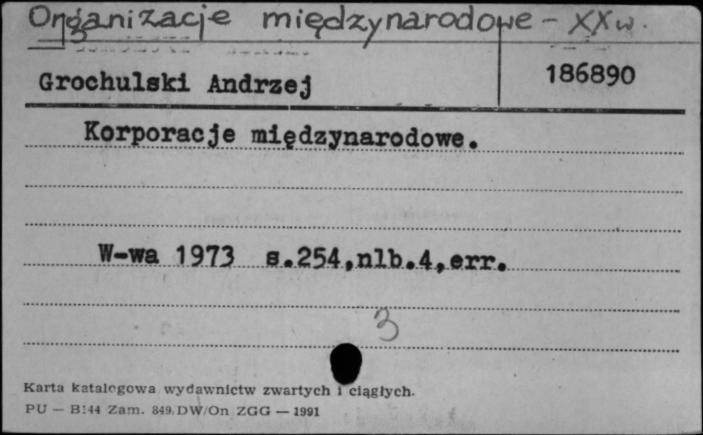 Organizacje międzynarodowe - XX w.
Grochulski Andrzej
186890
Korporacje międzynarodowe.
W-wa 1973 s.254,nlb.4,err.
3
Karta katalogowa wydawnictw zwartych i ciągłych.
PU — B:44 Zam. 849. DW/On ZGG — 1991